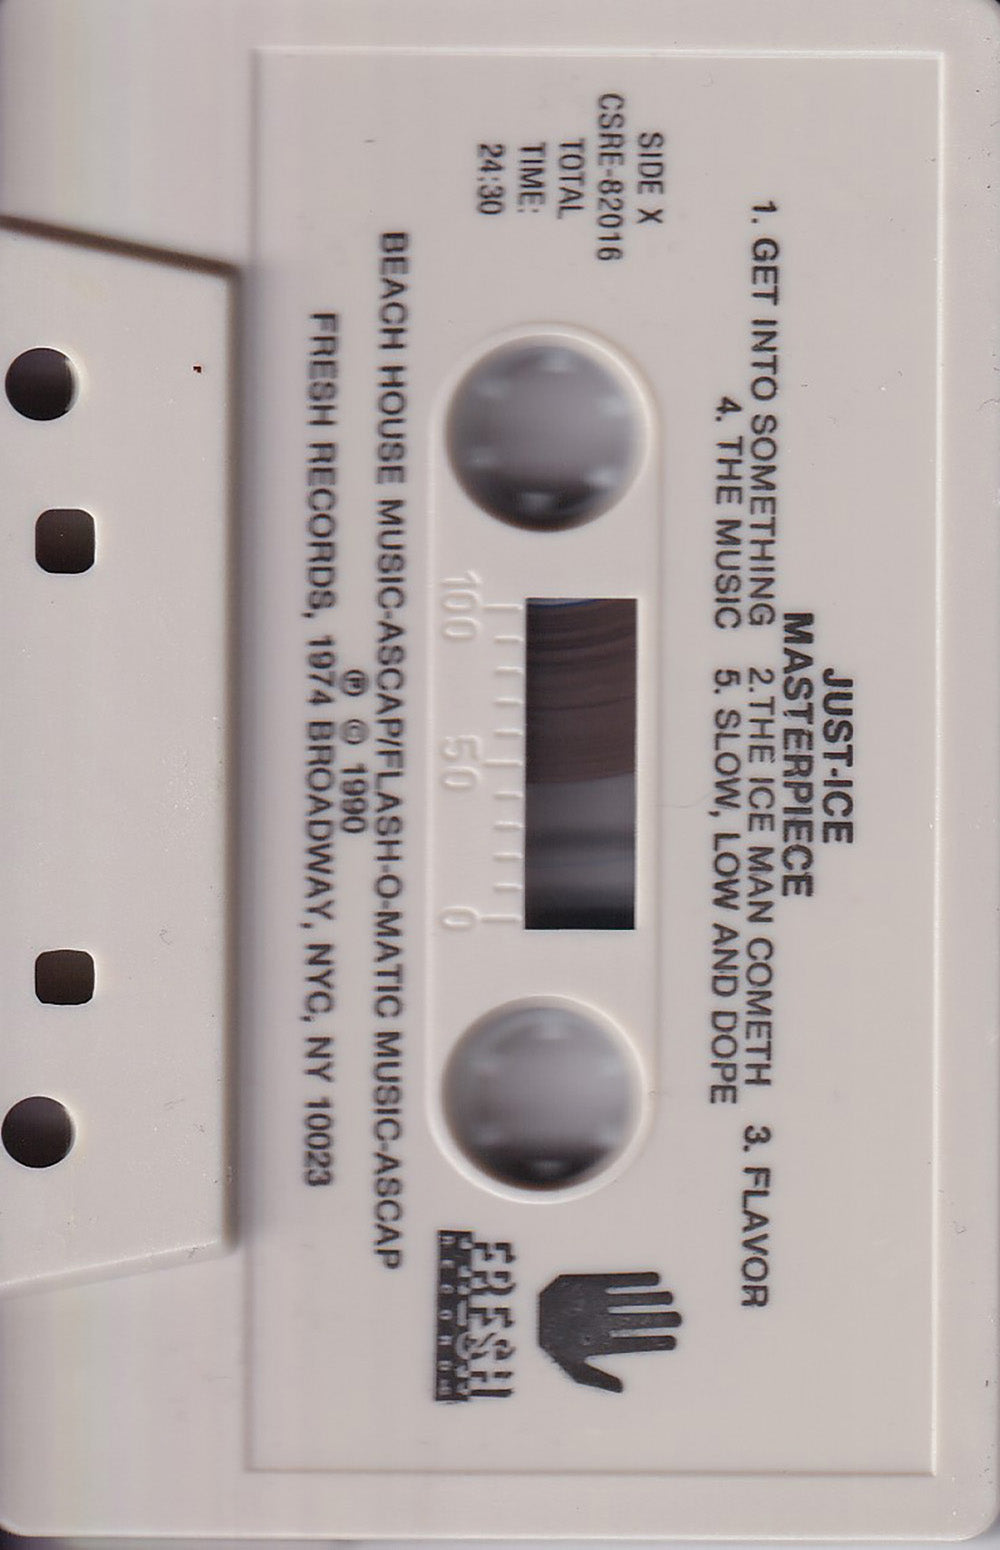 JUST-ICE
MASTERPIECE
1. GET INTO SOMETHING 2.THE ICE MAN COMETH 3. FLAVOR
4. THE MUSIC 5. SLOW, LOW AND DOPE
SIDE X
CSRE-82016
TOTAL
TIME:
24:30
100 50 0
FRESH
RECORDS
BEACH HOUSE MUSIC-ASCAP/FLASH-O-MATIC MUSIC-ASCAP
℗ © 1990
FRESH RECORDS, 1974 BROADWAY, NYC, NY 10023